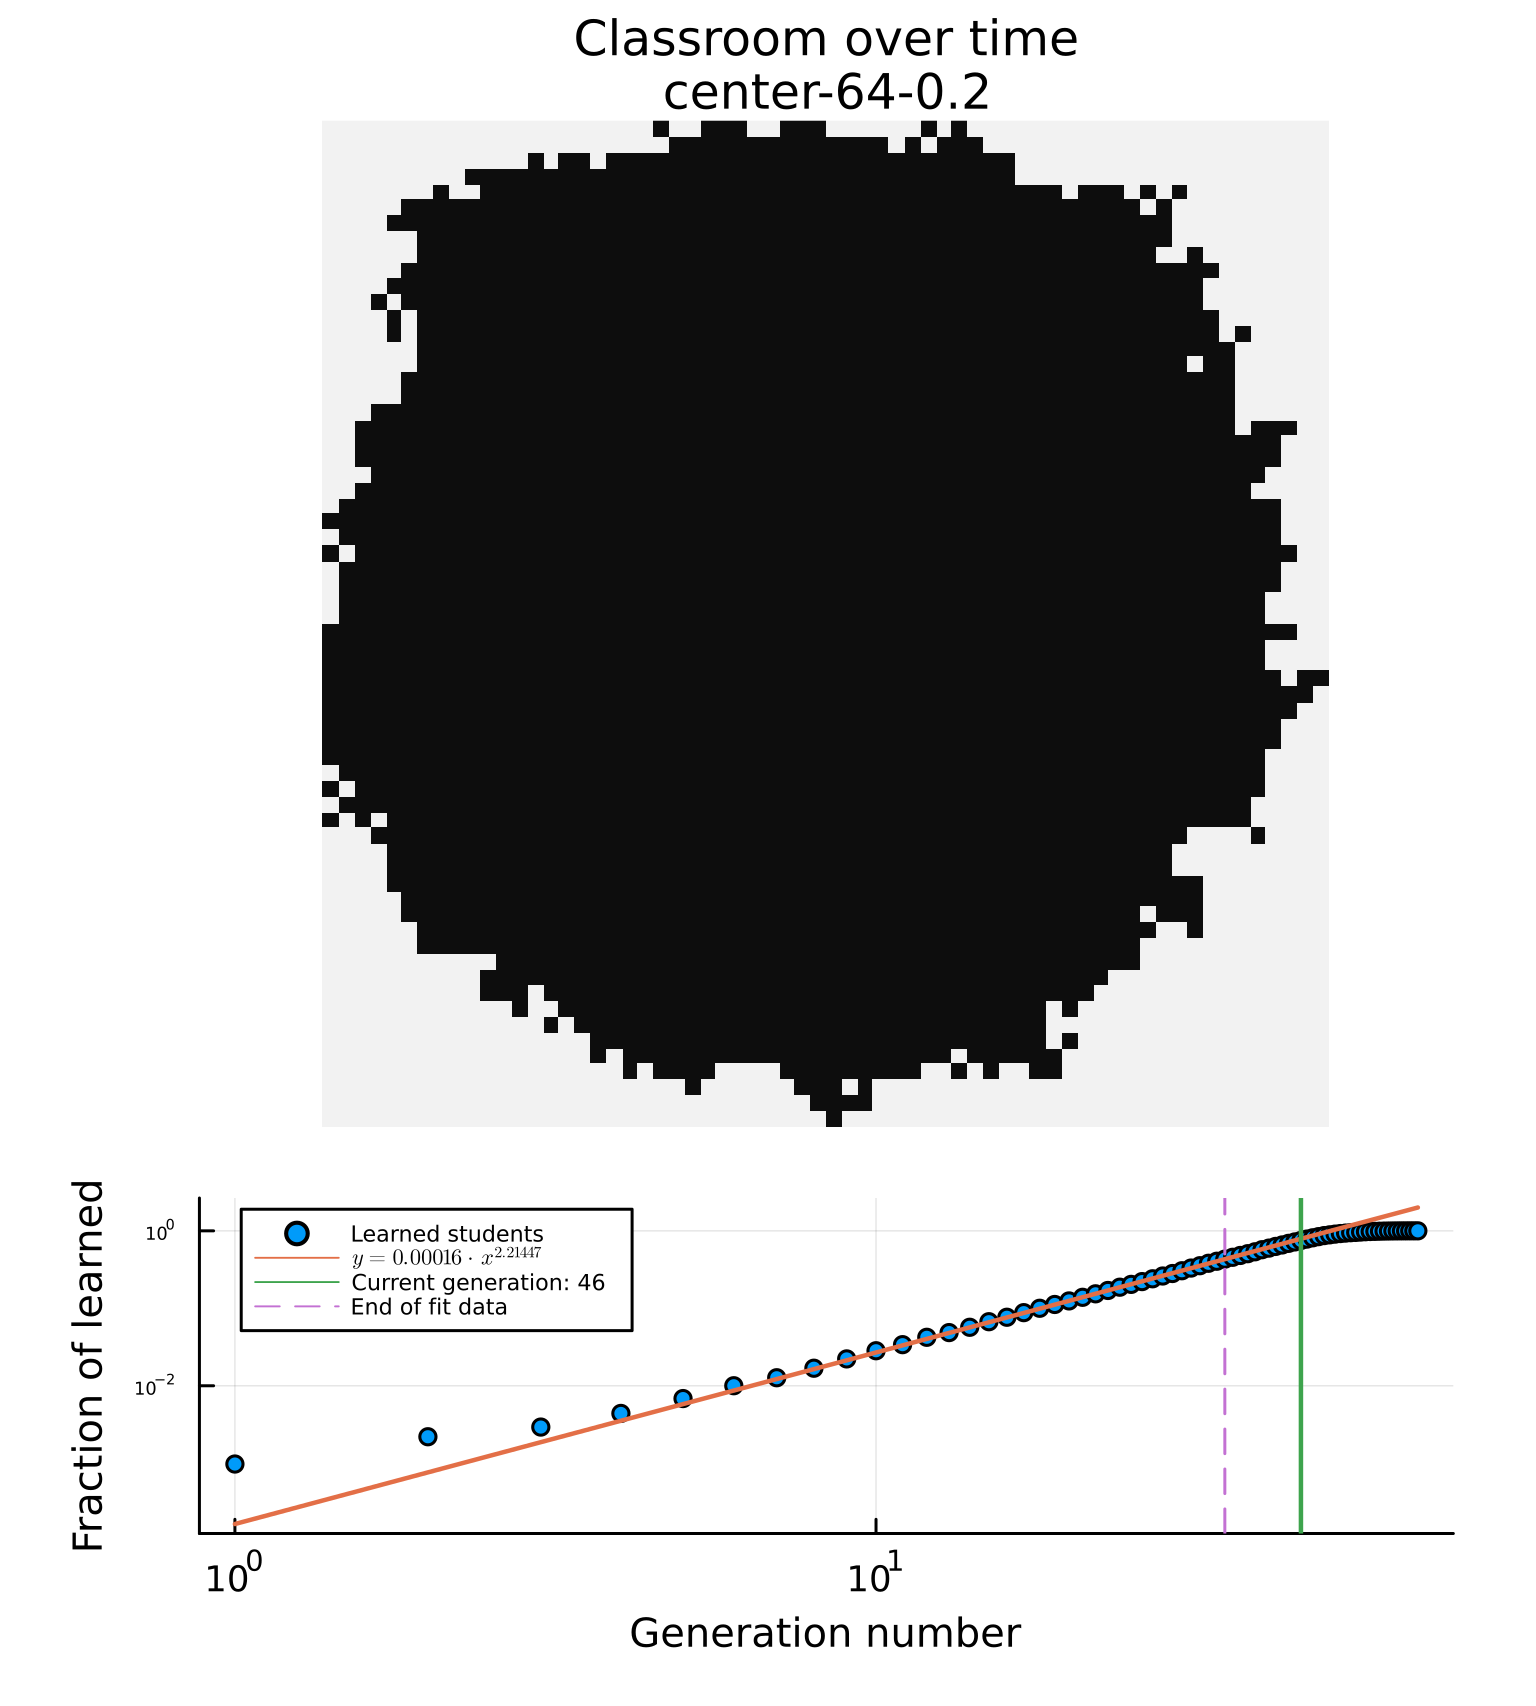 Classroom over time
center-64-0.2
Fraction of learned
10^0
10^-2
Learned students
y = 0.00016 · x^2.21447
Current generation: 46
End of fit data
10^0
10^1
Generation number